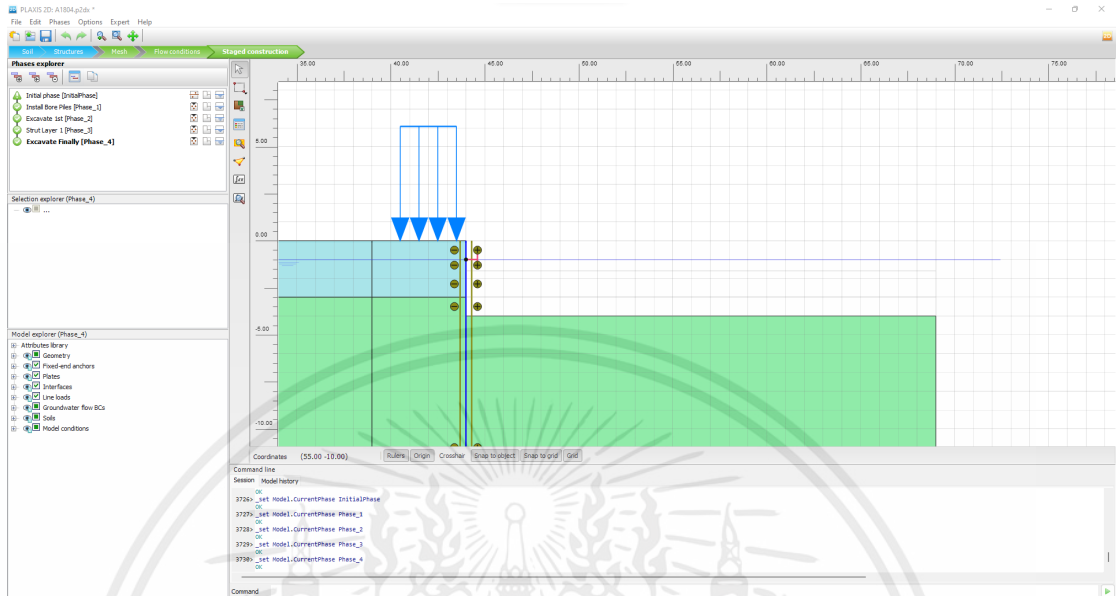 PLAXIS 2D: A1804.p2dx *
File Edit Phases Options Expert Help
Soil Structures Mesh Flow conditions Staged construction
Phases explorer
Initial phase [InitialPhase]
Install Bore Piles [Phase_1]
Excavate 1st [Phase_2]
Strut Layer 1 [Phase_3]
Excavate Finally [Phase_4]
Selection explorer (Phase_4)
...
Model explorer (Phase_4)
Attributes library
Geometry
Fixed-end anchors
Plates
Interfaces
Line loads
Groundwater flow BCs
Soils
Model conditions
35.00 40.00 45.00 50.00 55.00 60.00 65.00 70.00 75.00
5.00
0.00
-5.00
-10.00
Coordinates (55.00 -10.00) Rulers Origin Crosshair Snap to object Snap to grid Grid
Command line
Session Model history
OK
3726> _set Model.CurrentPhase InitialPhase
OK
3727> _set Model.CurrentPhase Phase_1
OK
3728> _set Model.CurrentPhase Phase_2
OK
3729> _set Model.CurrentPhase Phase_3
OK
3730> _set Model.CurrentPhase Phase_4
OK
Command